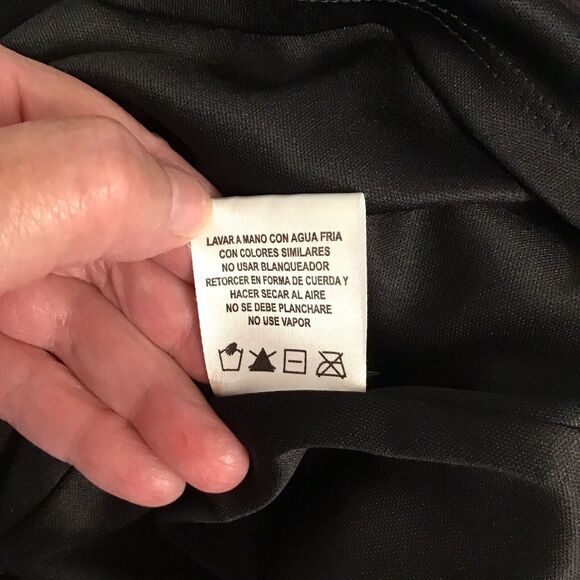 LAVAR A MANO CON AGUA FRIA
CON COLORES SIMILARES
NO USAR BLANQUEADOR
RETORCER EN FORMA DE CUERDA Y
HACER SECAR AL AIRE
NO SE DEBE PLANCHARE
NO USE VAPOR